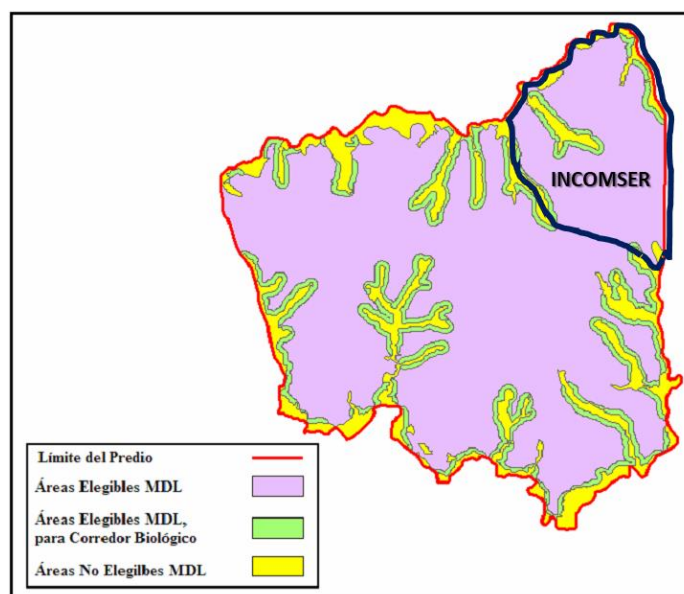 INCOMSER
Límite del Predio
Áreas Elegibles MDL
Áreas Elegibles MDL,
para Corredor Biológico
Áreas No Elegilbes MDL